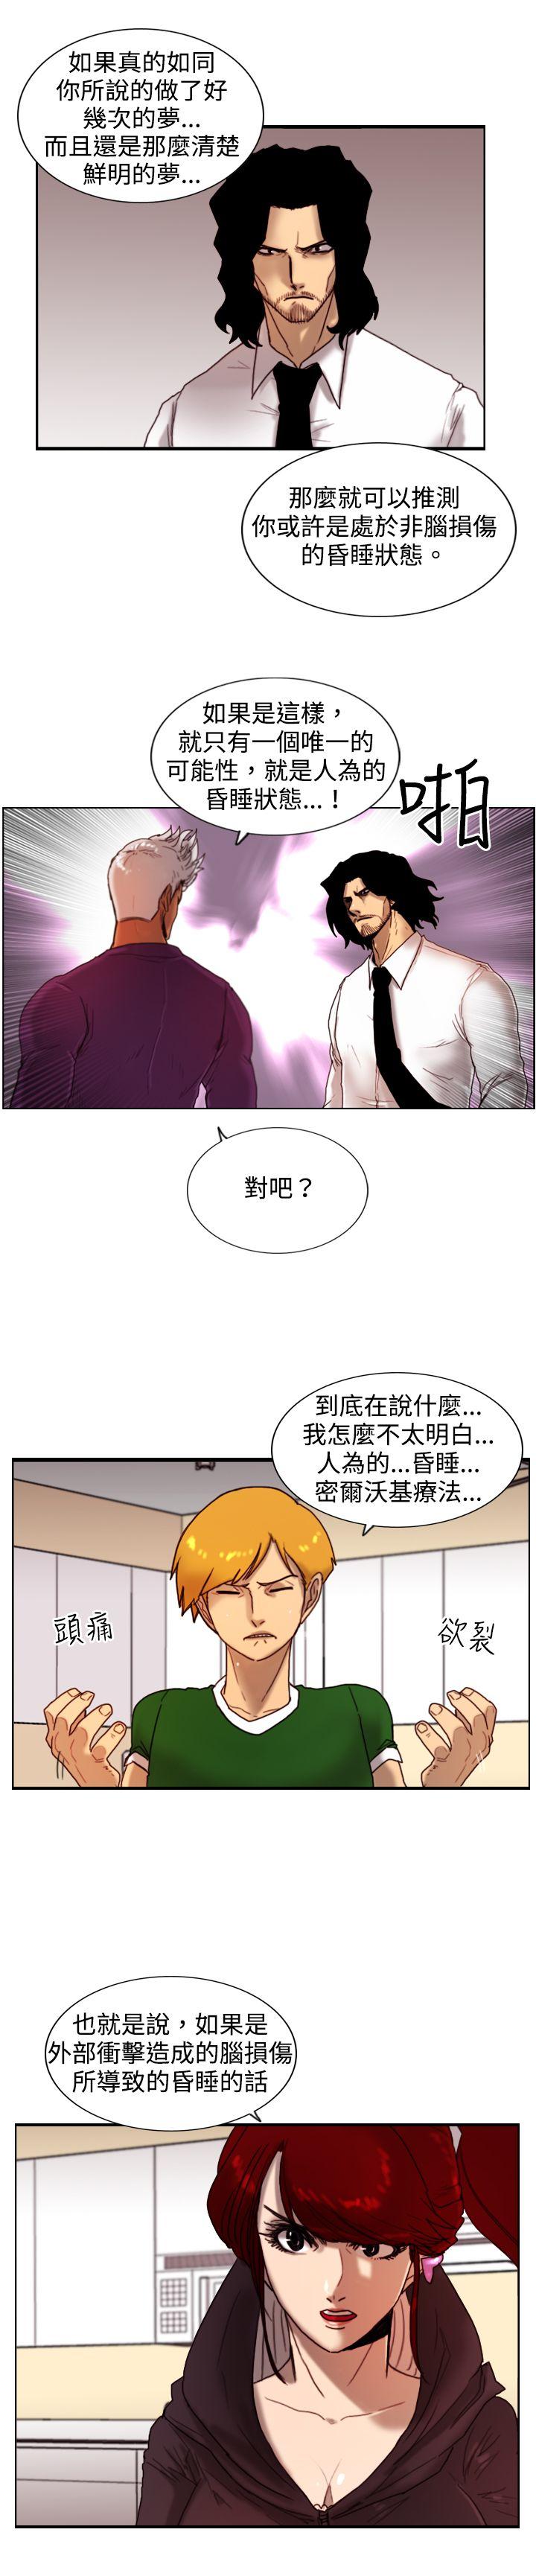 如果真的如同
你所說的做了好
幾次的夢...
而且還是那麼清楚
鮮明的夢...
那麼就可以推測
你或許是處於非腦損傷
的昏睡狀態。
如果是這樣，
就只有一個唯一的
可能性，就是人為的
昏睡狀態...！
啪
對吧？
到底在說什麼...
我怎麼不太明白...
人為的...昏睡...
密爾沃基療法...
頭痛
欲裂
也就是說，如果是
外部衝擊造成的腦損傷
所導致的昏睡的話